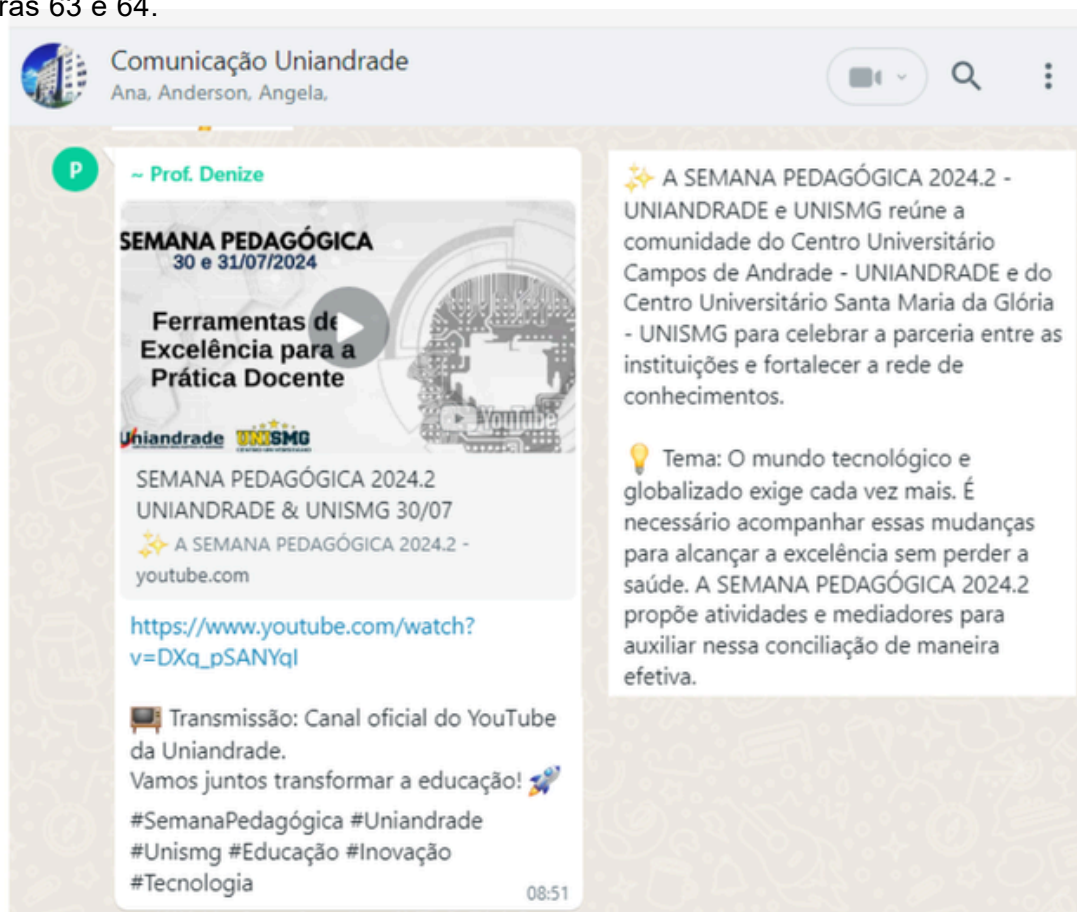 ras 63 e 64.
Comunicação Uniandrade
Ana, Anderson, Angela,
P
~ Prof. Denize
SEMANA PEDAGÓGICA
30 e 31/07/2024
Ferramentas de
Excelência para a
Prática Docente
YouTube
Uniandrade UNISMG
SEMANA PEDAGÓGICA 2024.2
UNIANDRADE & UNISMG 30/07
✨ A SEMANA PEDAGÓGICA 2024.2 -
youtube.com
https://www.youtube.com/watch?
v=DXq_pSANYqI
📺 Transmissão: Canal oficial do YouTube
da Uniandrade.
Vamos juntos transformar a educação! 🚀
#SemanaPedagógica #Uniandrade
#Unismg #Educação #Inovação
#Tecnologia
08:51
✨ A SEMANA PEDAGÓGICA 2024.2 -
UNIANDRADE e UNISMG reúne a
comunidade do Centro Universitário
Campos de Andrade - UNIANDRADE e do
Centro Universitário Santa Maria da Glória
- UNISMG para celebrar a parceria entre as
instituições e fortalecer a rede de
conhecimentos.
💡 Tema: O mundo tecnológico e
globalizado exige cada vez mais. É
necessário acompanhar essas mudanças
para alcançar a excelência sem perder a
saúde. A SEMANA PEDAGÓGICA 2024.2
propõe atividades e mediadores para
auxiliar nessa conciliação de maneira
efetiva.